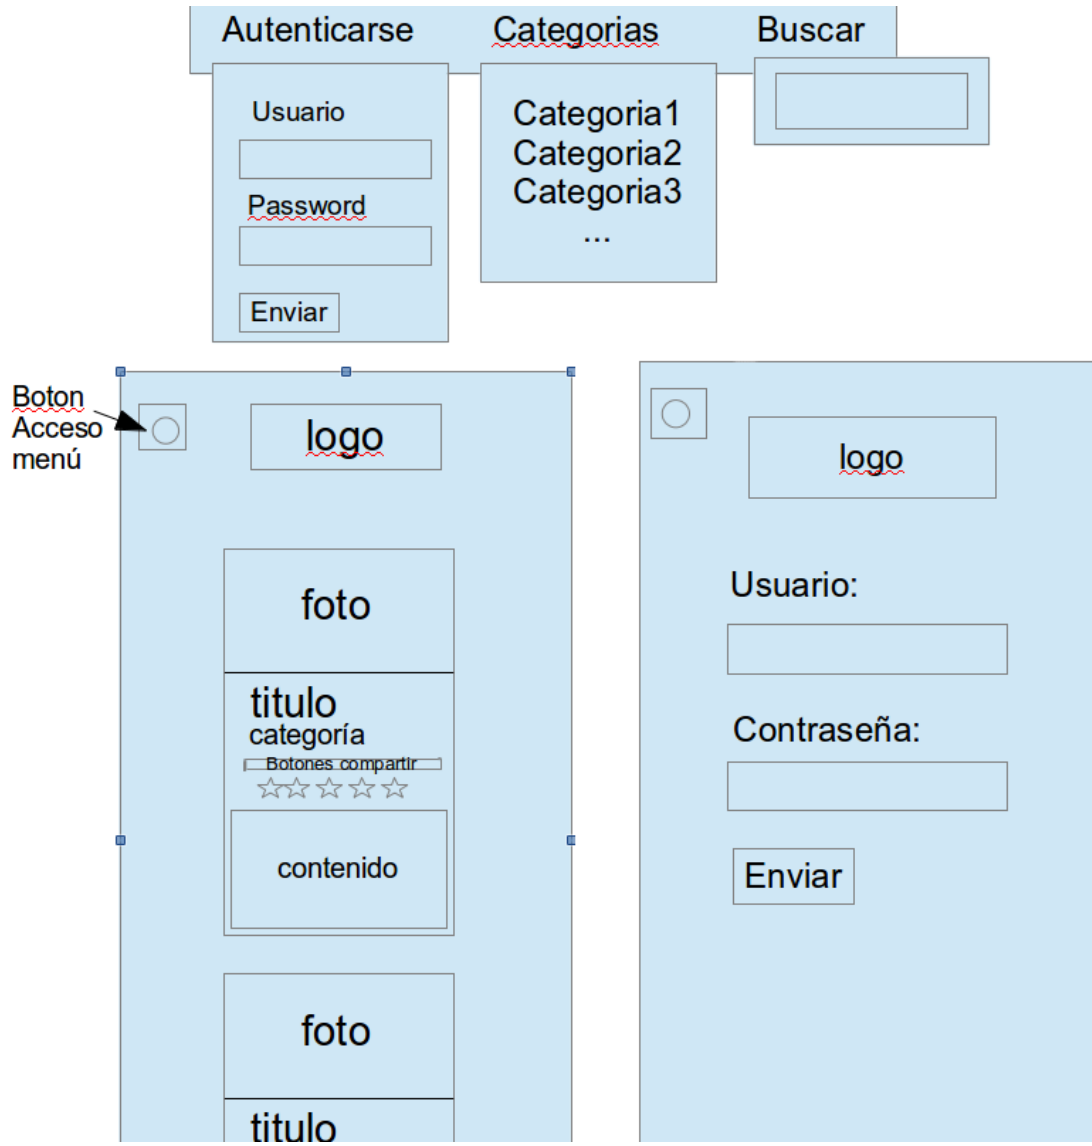 Autenticarse Categorias Buscar
Usuario
Password
Enviar
Categoria1
Categoria2
Categoria3
...
Boton
Acceso
menú
logo
foto
titulo
categoría
Botones compartir
contenido
foto
titulo
logo
Usuario:
Contraseña:
Enviar